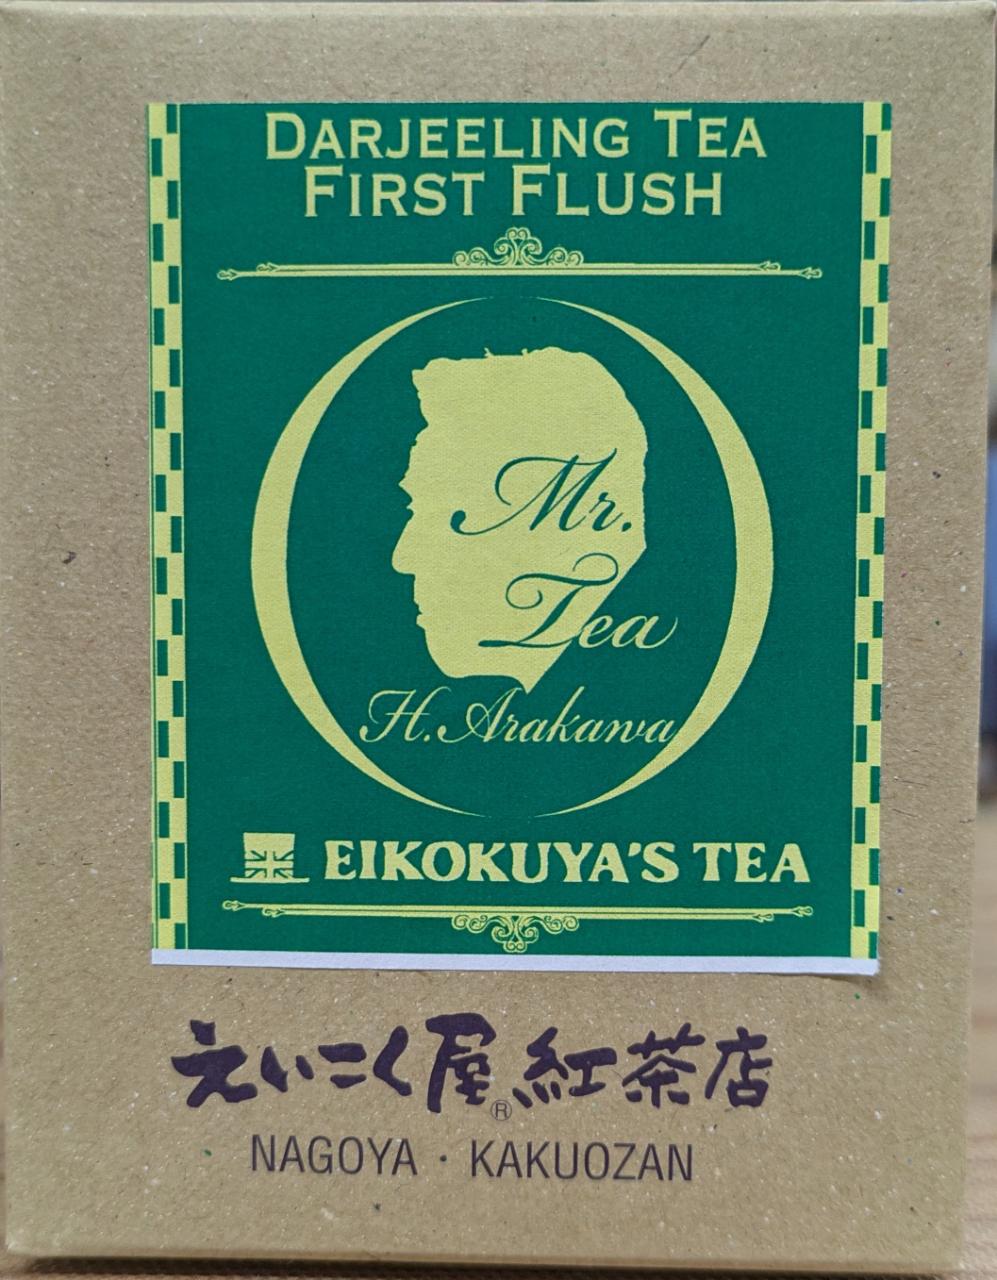 DARJEELING TEA
FIRST FLUSH
Mr.
Tea
H. Arakawa
EIKOKUYA'S TEA
えいこく屋® 紅茶店
NAGOYA・KAKUOZAN